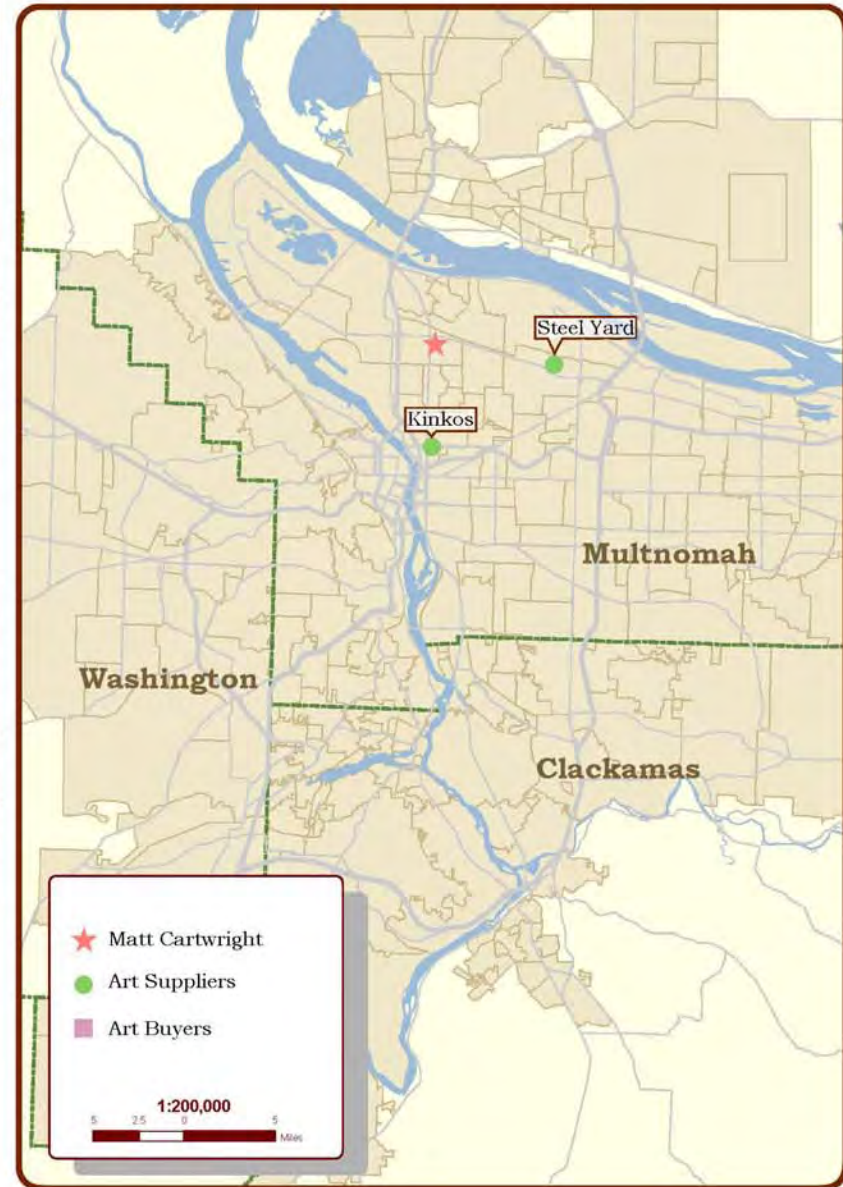 Steel Yard
Kinkos
Multnomah
Washington
Clackamas
Matt Cartwright
Art Suppliers
Art Buyers
1:200,000
5 2.5 0 5
Miles